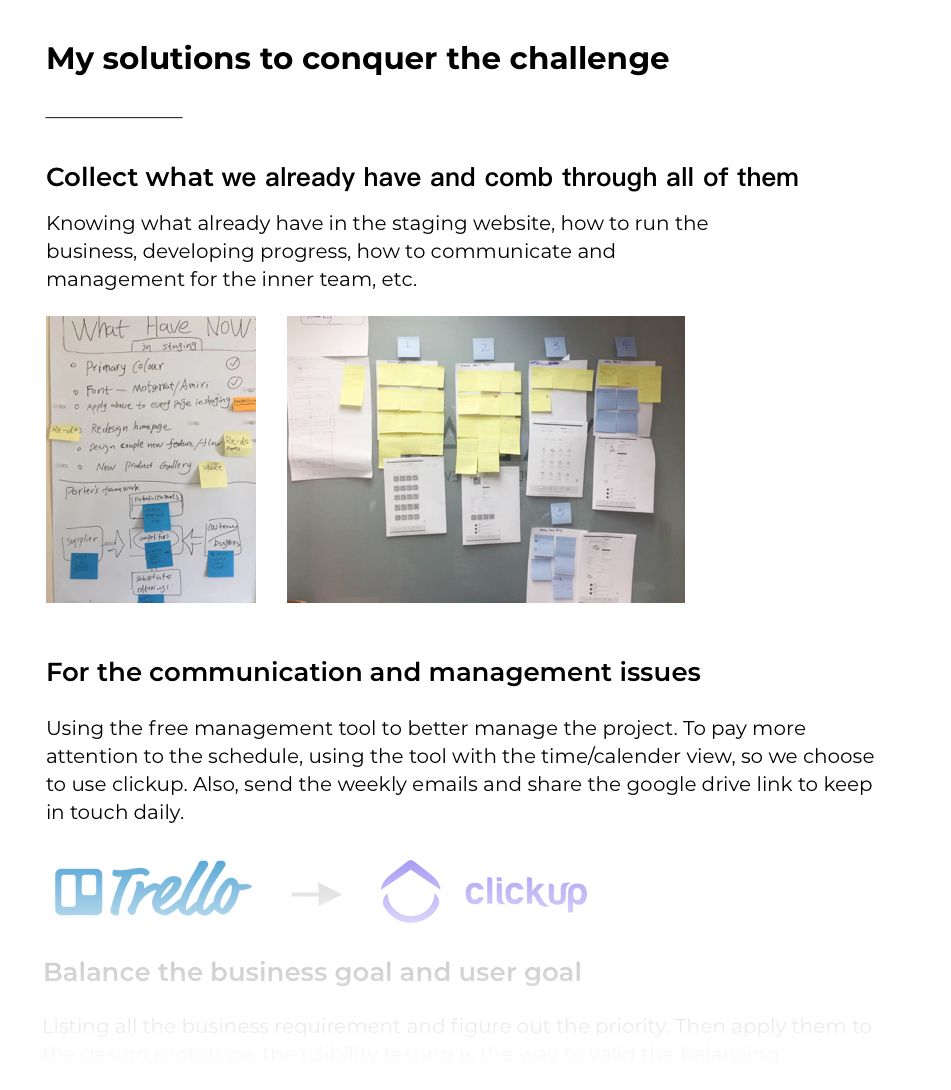 My solutions to conquer the challenge
Collect what we already have and comb through all of them
Knowing what already have in the staging website, how to run the
business, developing progress, how to communicate and
management for the inner team, etc.
What Have NOW
in staging
Primary Colour
Font — Motserrat/Amiri
Apply above to every page in staging
Re-do
Redesign homepage
Design couple new feature/flow
Re-do
New Product Gallery
update
Porter's framework
supplier
buyers
substitute
offerings
1
2
3
4
5
For the communication and management issues
Using the free management tool to better manage the project. To pay more
attention to the schedule, using the tool with the time/calender view, so we choose
to use clickup. Also, send the weekly emails and share the google drive link to keep
in touch daily.
Trello
clickup
Balance the business goal and user goal
Listing all the business requirement and figure out the priority. Then apply them to
the design prototype, the usibility testing is the way to valid the balancing.